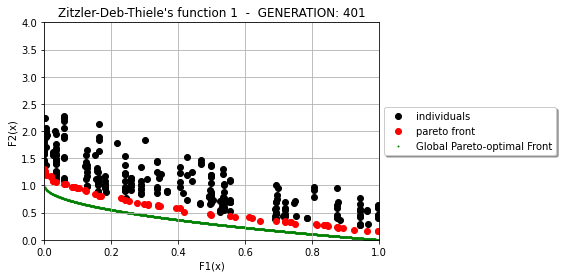 Zitzler-Deb-Thiele's function 1  -  GENERATION: 401
4.0
3.5
3.0
2.5
2.0
1.5
1.0
0.5
0.0
F2(x)
0.0 0.2 0.4 0.6 0.8 1.0
F1(x)
individuals
pareto front
Global Pareto-optimal Front